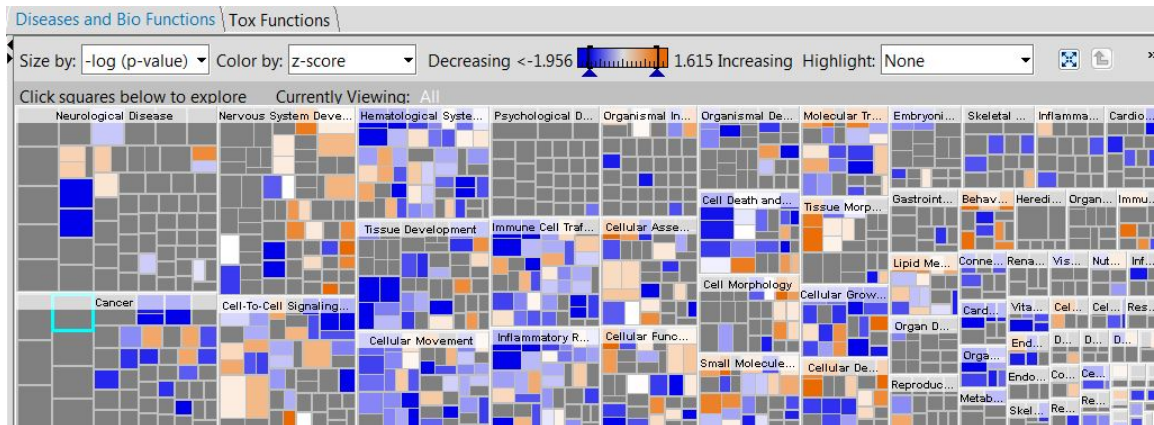 Diseases and Bio Functions Tox Functions
Size by: -log (p-value) Color by: z-score Decreasing <-1.956 1.615 Increasing Highlight: None
Click squares below to explore Currently Viewing: All
Neurological Disease Nervous System Deve... Hematological Syste... Psychological D... Organismal In... Organismal De... Molecular Tr... Embryoni... Skeletal ... Inflamma... Cardio...
Cell Death and... Tissue Morp... Gastroint... Behav... Heredi... Organ... Immu...
Tissue Development Immune Cell Traf... Cellular Asse...
Lipid Me... Conne... Rena... Vis... Nut... Inf...
Cancer Cell-To-Cell Signaling... Cell Morphology Cellular Grow... Card... Vita... Cel... Cel... Res...
Organ D...
Cellular Movement Inflammatory R... Cellular Func... End... D... D... D...
Small Molecule... Cellular De... Orga... Endo... Co... Ce...
Reproduc... Metab... Skel... Re... Re...